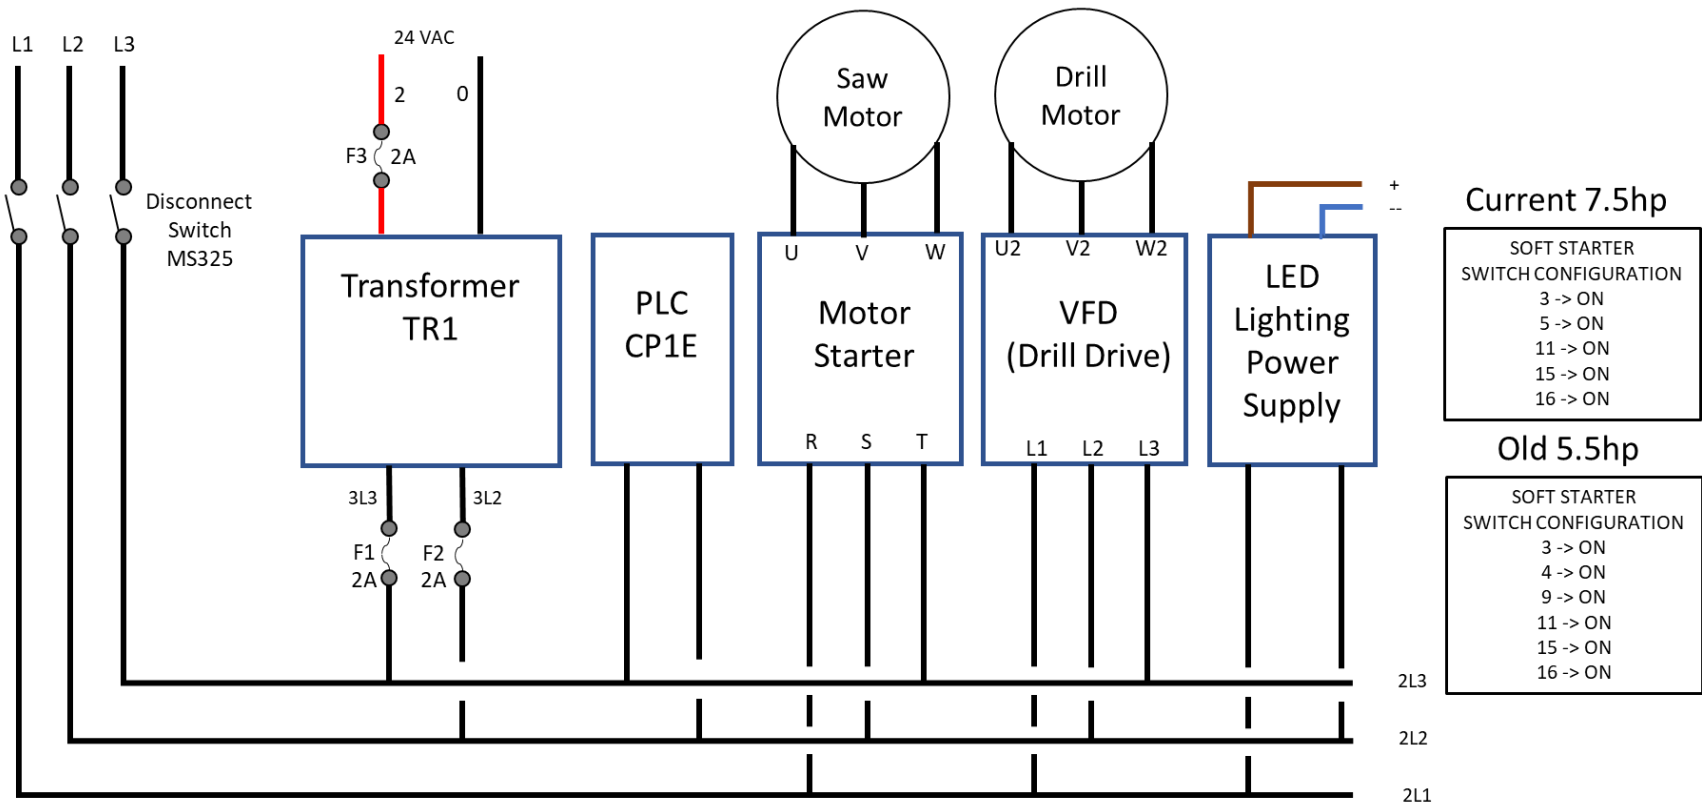 L1 L2 L3
24 VAC
2 0
F3 2A
Disconnect
Switch
MS325
Transformer
TR1
3L3 3L2
F1 F2
2A 2A
PLC
CP1E
Saw
Motor
U V W
Motor
Starter
R S T
Drill
Motor
U2 V2 W2
VFD
(Drill Drive)
L1 L2 L3
+
--
LED
Lighting
Power
Supply
2L3
2L2
2L1
Current 7.5hp
SOFT STARTER
SWITCH CONFIGURATION
3 -> ON
5 -> ON
11 -> ON
15 -> ON
16 -> ON
Old 5.5hp
SOFT STARTER
SWITCH CONFIGURATION
3 -> ON
4 -> ON
9 -> ON
11 -> ON
15 -> ON
16 -> ON